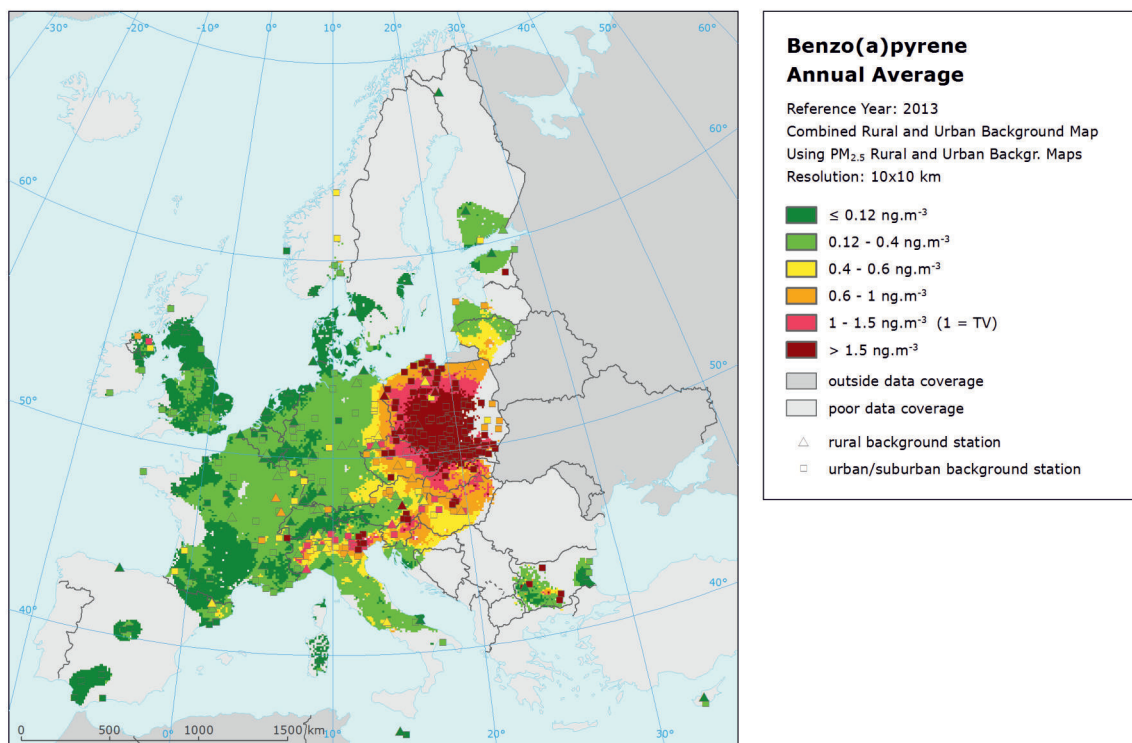 -30° -20° -10° 0° 10° 20° 30° 40° 50° 60°
60°
50°
40°
60°
50°
40°
0 500 1000 1500 km
0° 10° 20° 30°
Benzo(a)pyrene
Annual Average
Reference Year: 2013
Combined Rural and Urban Background Map
Using PM₂.₅ Rural and Urban Backgr. Maps
Resolution: 10x10 km
≤ 0.12 ng.m⁻³
0.12 - 0.4 ng.m⁻³
0.4 - 0.6 ng.m⁻³
0.6 - 1 ng.m⁻³
1 - 1.5 ng.m⁻³ (1 = TV)
> 1.5 ng.m⁻³
outside data coverage
poor data coverage
rural background station
urban/suburban background station